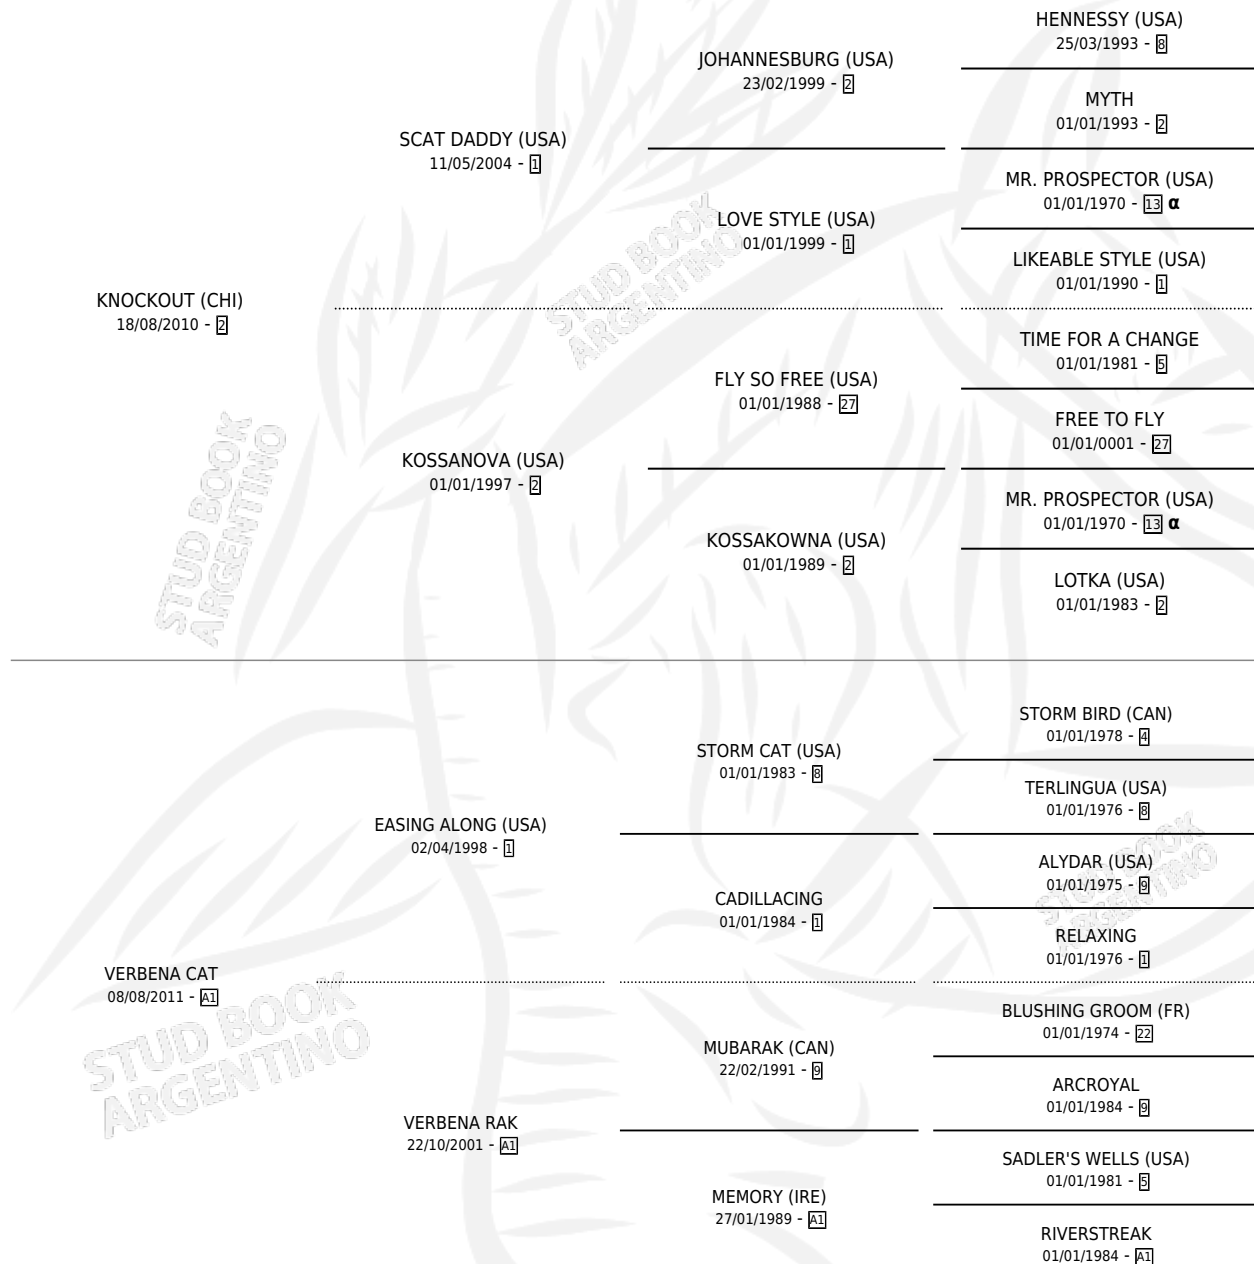 HENNESSY (USA)
25/03/1993 - 8
JOHANNESBURG (USA)
23/02/1999 - 2
MYTH
01/01/1993 - 2
SCAT DADDY (USA)
11/05/2004 - 1
MR. PROSPECTOR (USA)
01/01/1970 - 13 α
LOVE STYLE (USA)
01/01/1999 - 1
LIKEABLE STYLE (USA)
01/01/1990 - 1
KNOCKOUT (CHI)
18/08/2010 - 2
TIME FOR A CHANGE
01/01/1981 - 5
FLY SO FREE (USA)
01/01/1988 - 27
FREE TO FLY
01/01/0001 - 27
KOSSANOVA (USA)
01/01/1997 - 2
MR. PROSPECTOR (USA)
01/01/1970 - 13 α
KOSSAKOWNA (USA)
01/01/1989 - 2
LOTKA (USA)
01/01/1983 - 2
STORM BIRD (CAN)
01/01/1978 - 4
STORM CAT (USA)
01/01/1983 - 8
TERLINGUA (USA)
01/01/1976 - 8
EASING ALONG (USA)
02/04/1998 - 1
ALYDAR (USA)
01/01/1975 - 9
CADILLACING
01/01/1984 - 1
RELAXING
01/01/1976 - 1
VERBENA CAT
08/08/2011 - A1
BLUSHING GROOM (FR)
01/01/1974 - 22
MUBARAK (CAN)
22/02/1991 - 9
ARCROYAL
01/01/1984 - 9
VERBENA RAK
22/10/2001 - A1
SADLER'S WELLS (USA)
01/01/1981 - 5
MEMORY (IRE)
27/01/1989 - A1
RIVERSTREAK
01/01/1984 - A1
STUD BOOK
ARGENTINO
STUD BOOK
ARGENTINO
STUD BOOK
ARGENTINO
STUD BOOK
ARGENTINO